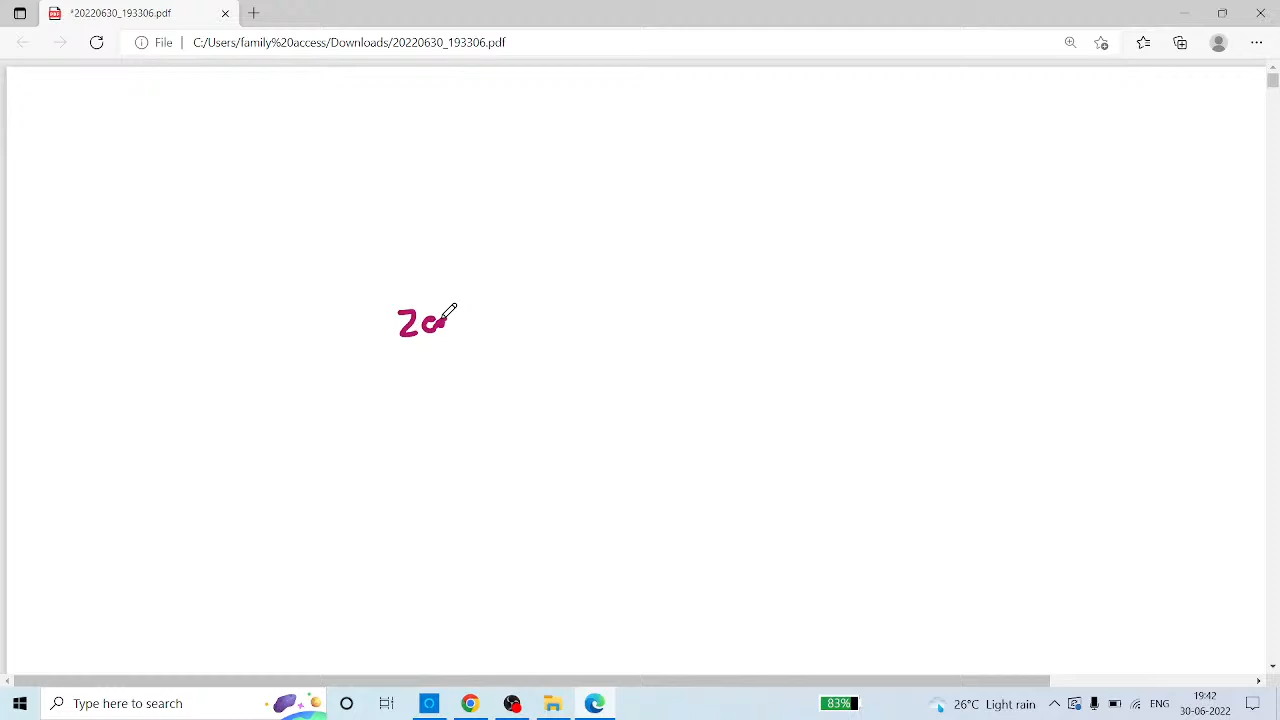 *20220630_193306.pdf
File | C:/Users/family%20access/Downloads/20220630_193306.pdf
Type here to search
83%
26°C Light rain
ENG
19:42
30-06-2022